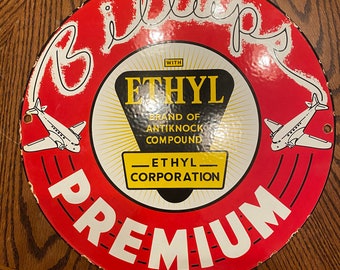 Billups
WITH
ETHYL
BRAND OF
ANTIKNOCK
COMPOUND
ETHYL
CORPORATION
PREMIUM